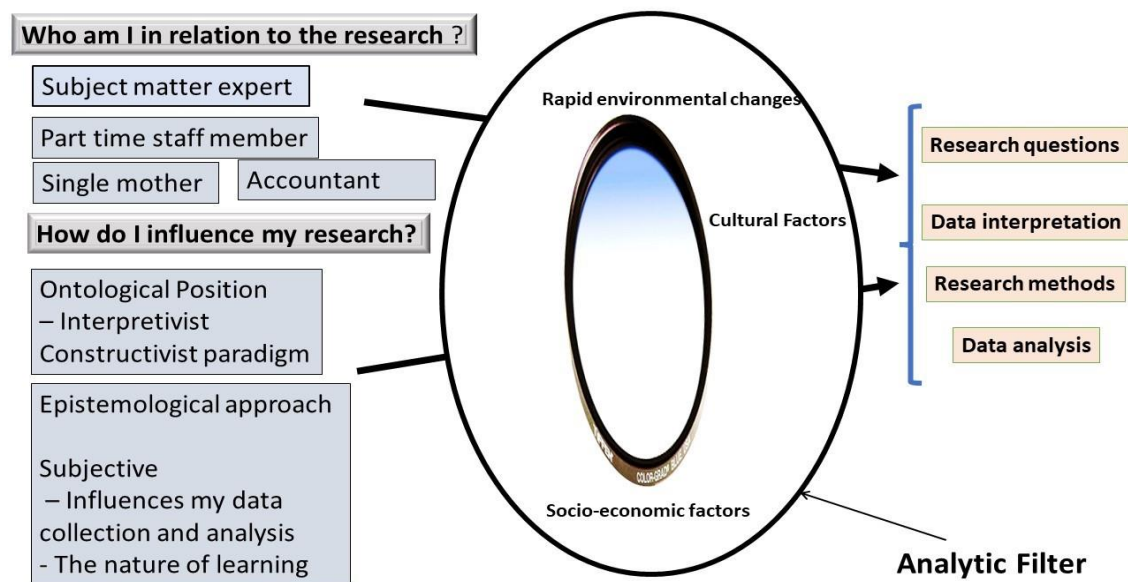 Who am I in relation to the research ?
Subject matter expert
Part time staff member
Single mother
Accountant
How do I influence my research?
Ontological Position
– Interpretivist
Constructivist paradigm
Epistemological approach
Subjective
– Influences my data
collection and analysis
- The nature of learning
Rapid environmental changes
Cultural Factors
COLOR-GRAD
Socio-economic factors
Research questions
Data interpretation
Research methods
Data analysis
Analytic Filter